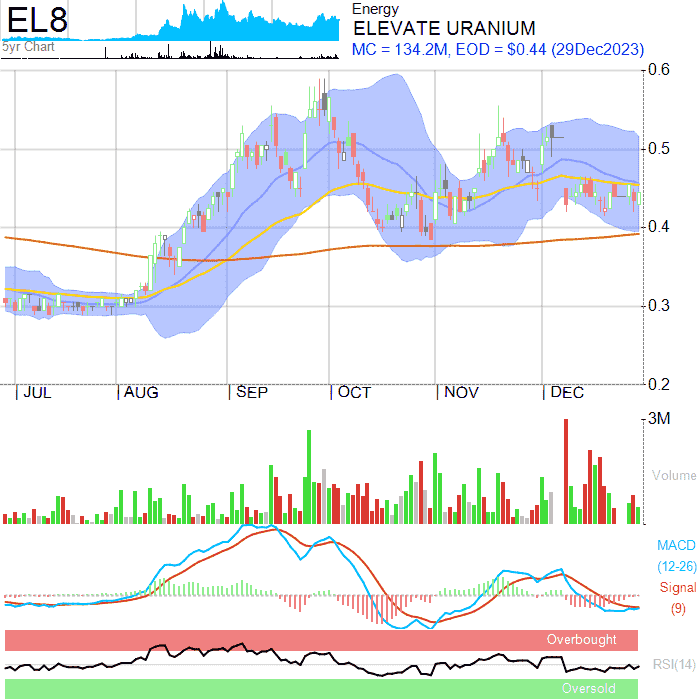 EL8
5yr Chart
Energy
ELEVATE URANIUM
MC = 134.2M, EOD = $0.44 (29Dec2023)
0.6
0.5
0.4
0.3
0.2
JUL AUG SEP OCT NOV DEC
3M
Volume
MACD
(12-26)
Signal
(9)
Overbought
RSI(14)
Oversold